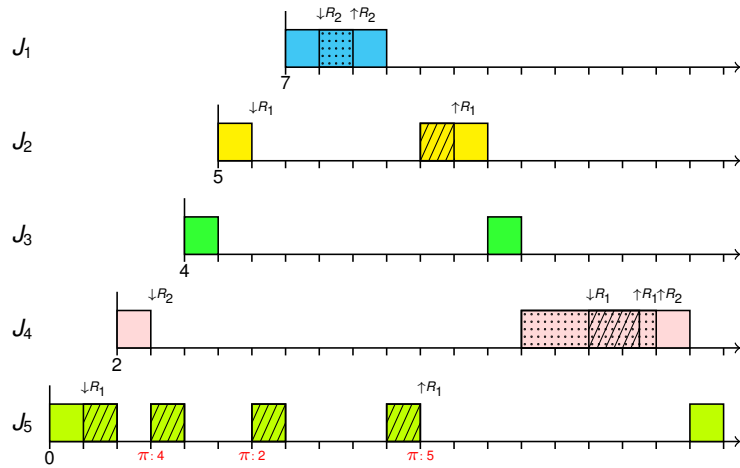 ↓R₂ ↑R₂
J₁
7
↓R₁ ↑R₁
J₂
5
J₃
4
↓R₂ ↓R₁ ↑R₁↑R₂
J₄
2
↓R₁ ↑R₁
J₅
0 π: 4 π: 2 π: 5